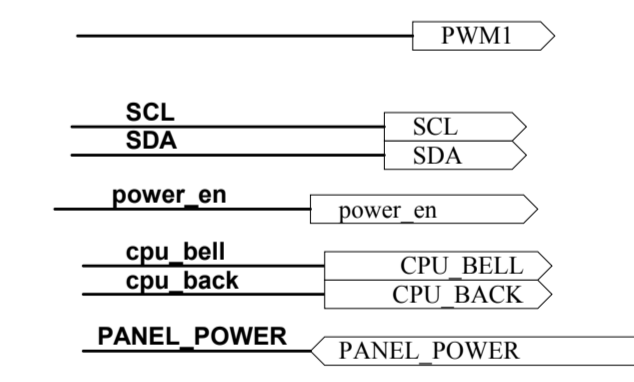 PWM1
SCL
SCL
SDA
SDA
power_en
power_en
cpu_bell
CPU_BELL
cpu_back
CPU_BACK
PANEL_POWER
PANEL_POWER